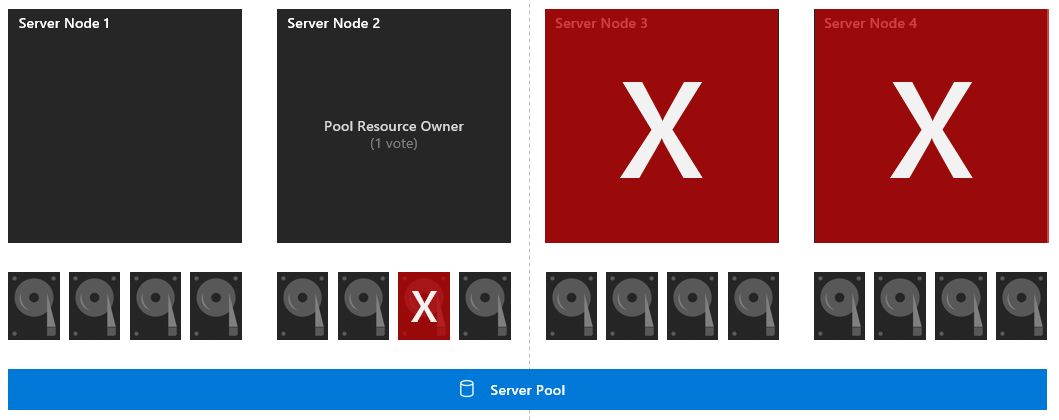 Server Node 1
Server Node 2
Server Node 3
Server Node 4
Pool Resource Owner
(1 vote)
X
X
X
Server Pool